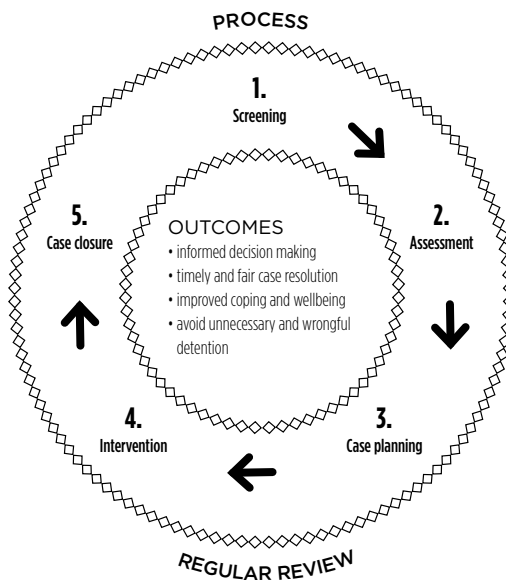 PROCESS
1.
Screening
2.
Assessment
3.
Case planning
4.
Intervention
5.
Case closure
OUTCOMES
• informed decision making
• timely and fair case resolution
• improved coping and wellbeing
• avoid unnecessary and wrongful
detention
REGULAR REVIEW